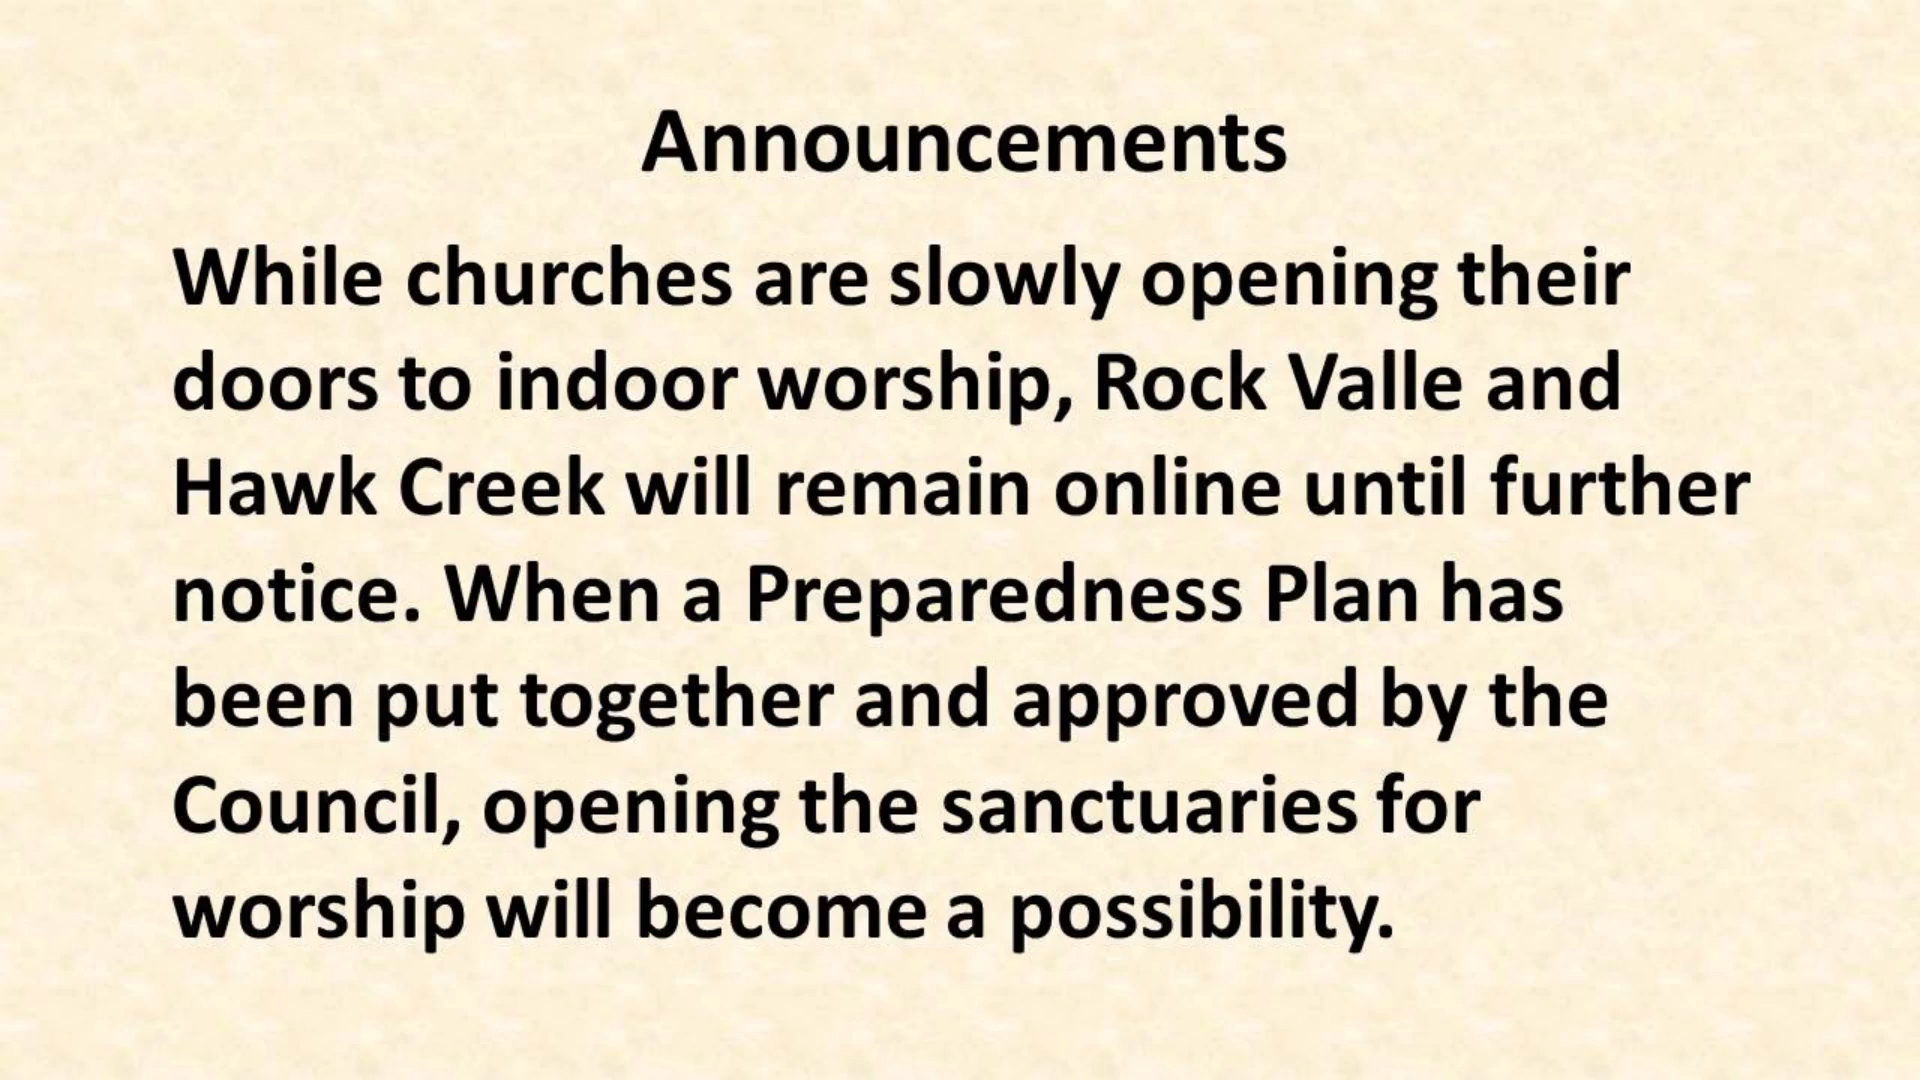 Announcements
While churches are slowly opening their
doors to indoor worship, Rock Valle and
Hawk Creek will remain online until further
notice. When a Preparedness Plan has
been put together and approved by the
Council, opening the sanctuaries for
worship will become a possibility.